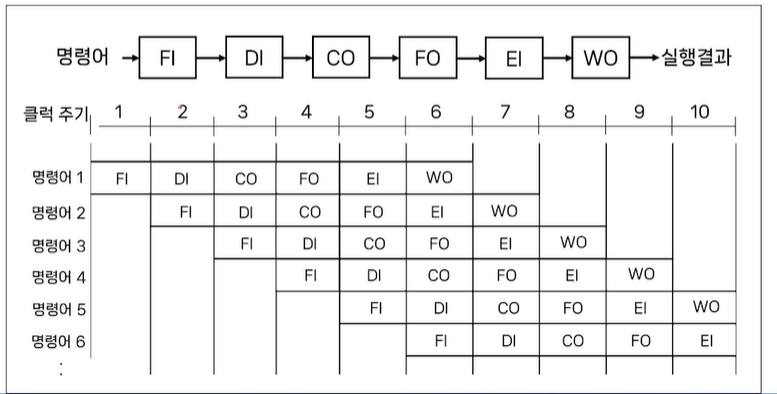 명령어 FI DI CO FO EI WO 실행결과
클럭 주기 1 2 3 4 5 6 7 8 9 10
명령어 1 FI DI CO FO EI WO
명령어 2 FI DI CO FO EI WO
명령어 3 FI DI CO FO EI WO
명령어 4 FI DI CO FO EI WO
명령어 5 FI DI CO FO EI WO
명령어 6 FI DI CO FO EI
: